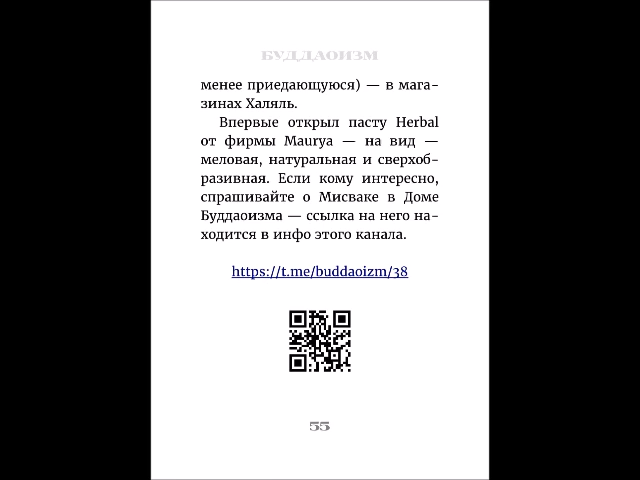 БУДДАОИЗМ
менее приедающуюся) — в мага-
зинах Халяль.
Впервые открыл пасту Herbal
от фирмы Maurya — на вид —
меловая, натуральная и сверхоб-
разивная. Если кому интересно,
спрашивайте о Мисваке в Доме
Буддаоизма — ссылка на него на-
ходится в инфо этого канала.
https://t.me/buddaoizm/38
55